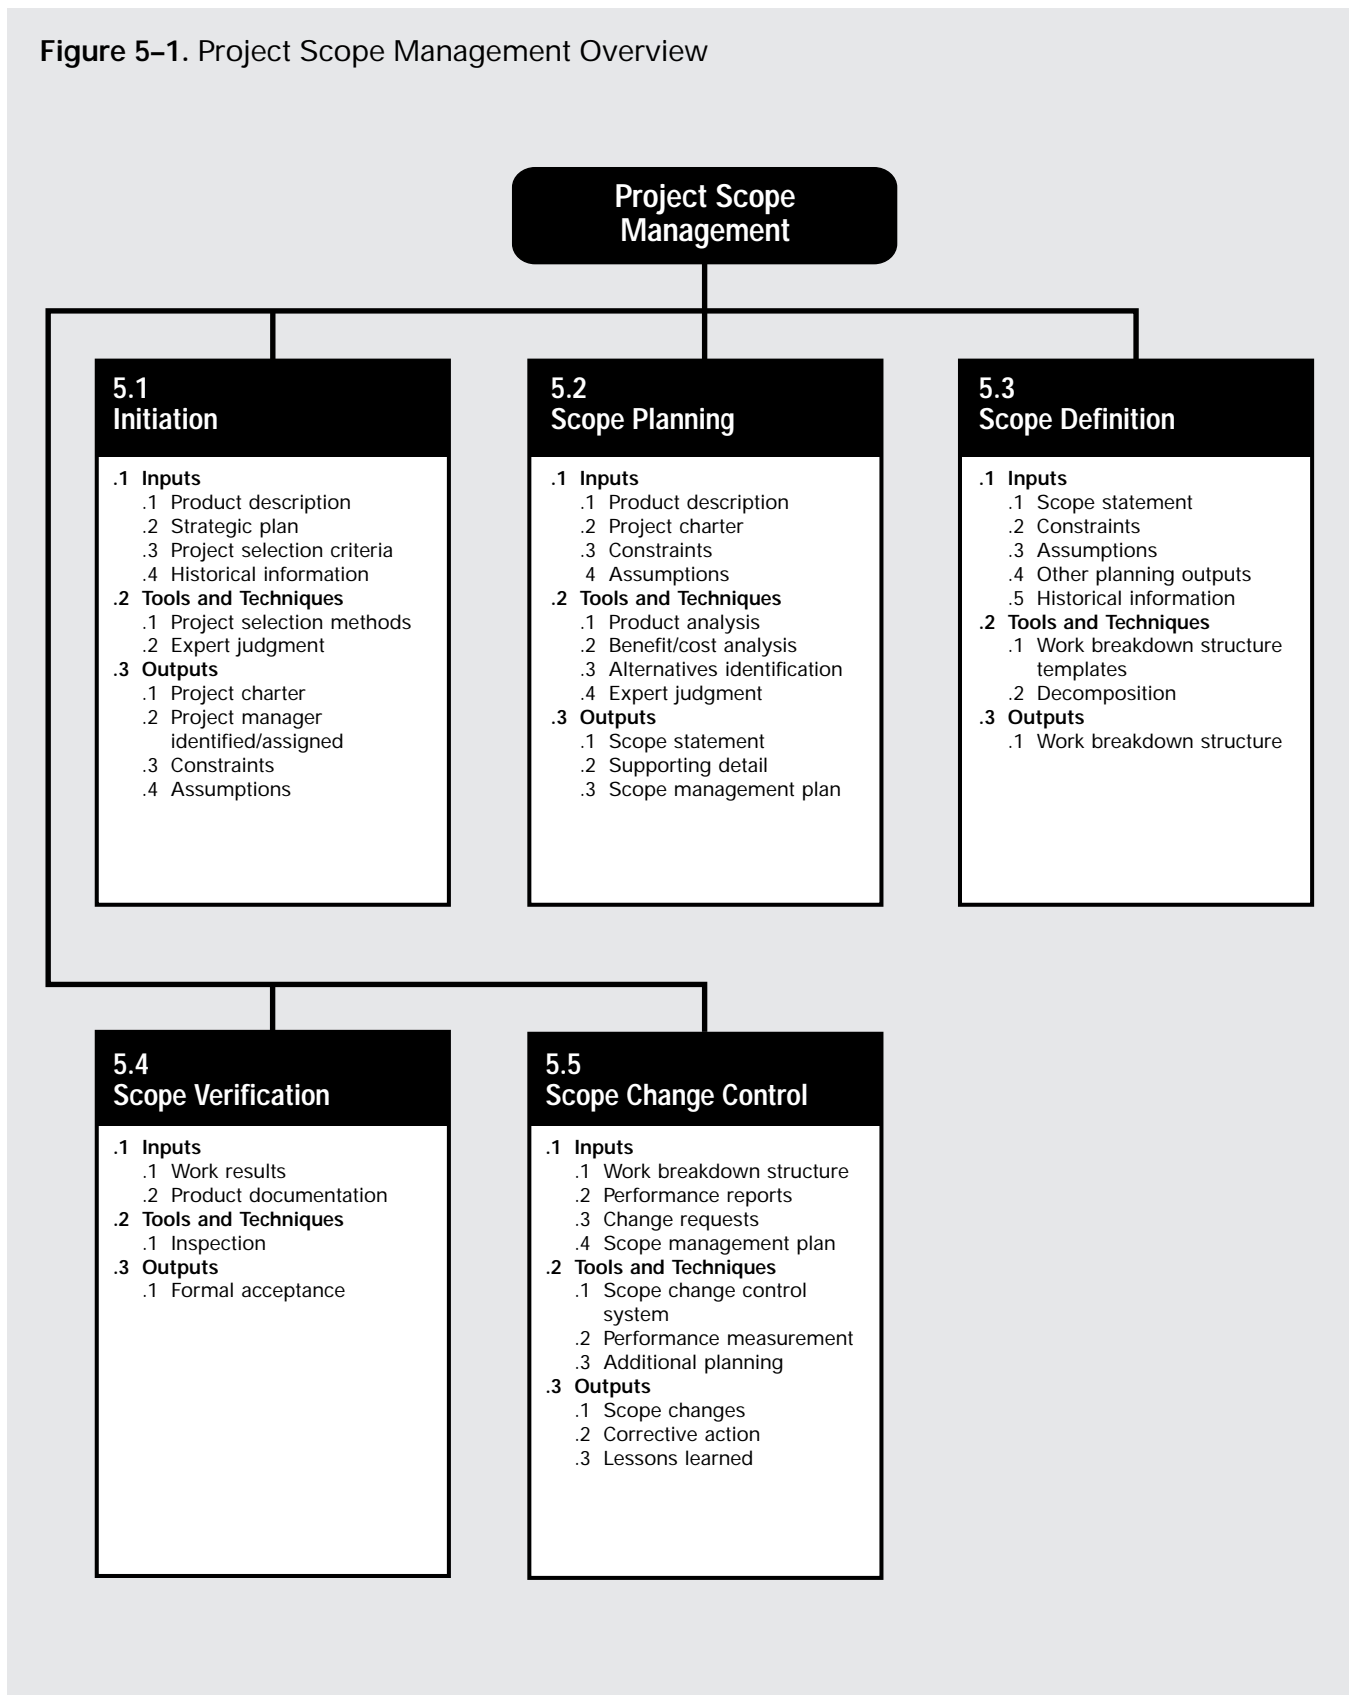 Figure 5–1. Project Scope Management Overview
Project Scope
Management
5.1
Initiation
.1 Inputs
.1 Product description
.2 Strategic plan
.3 Project selection criteria
.4 Historical information
.2 Tools and Techniques
.1 Project selection methods
.2 Expert judgment
.3 Outputs
.1 Project charter
.2 Project manager
identified/assigned
.3 Constraints
.4 Assumptions
5.2
Scope Planning
.1 Inputs
.1 Product description
.2 Project charter
.3 Constraints
4 Assumptions
.2 Tools and Techniques
.1 Product analysis
.2 Benefit/cost analysis
.3 Alternatives identification
.4 Expert judgment
.3 Outputs
.1 Scope statement
.2 Supporting detail
.3 Scope management plan
5.3
Scope Definition
.1 Inputs
.1 Scope statement
.2 Constraints
.3 Assumptions
.4 Other planning outputs
.5 Historical information
.2 Tools and Techniques
.1 Work breakdown structure
templates
.2 Decomposition
.3 Outputs
.1 Work breakdown structure
5.4
Scope Verification
.1 Inputs
.1 Work results
.2 Product documentation
.2 Tools and Techniques
.1 Inspection
.3 Outputs
.1 Formal acceptance
5.5
Scope Change Control
.1 Inputs
.1 Work breakdown structure
.2 Performance reports
.3 Change requests
.4 Scope management plan
.2 Tools and Techniques
.1 Scope change control
system
.2 Performance measurement
.3 Additional planning
.3 Outputs
.1 Scope changes
.2 Corrective action
.3 Lessons learned